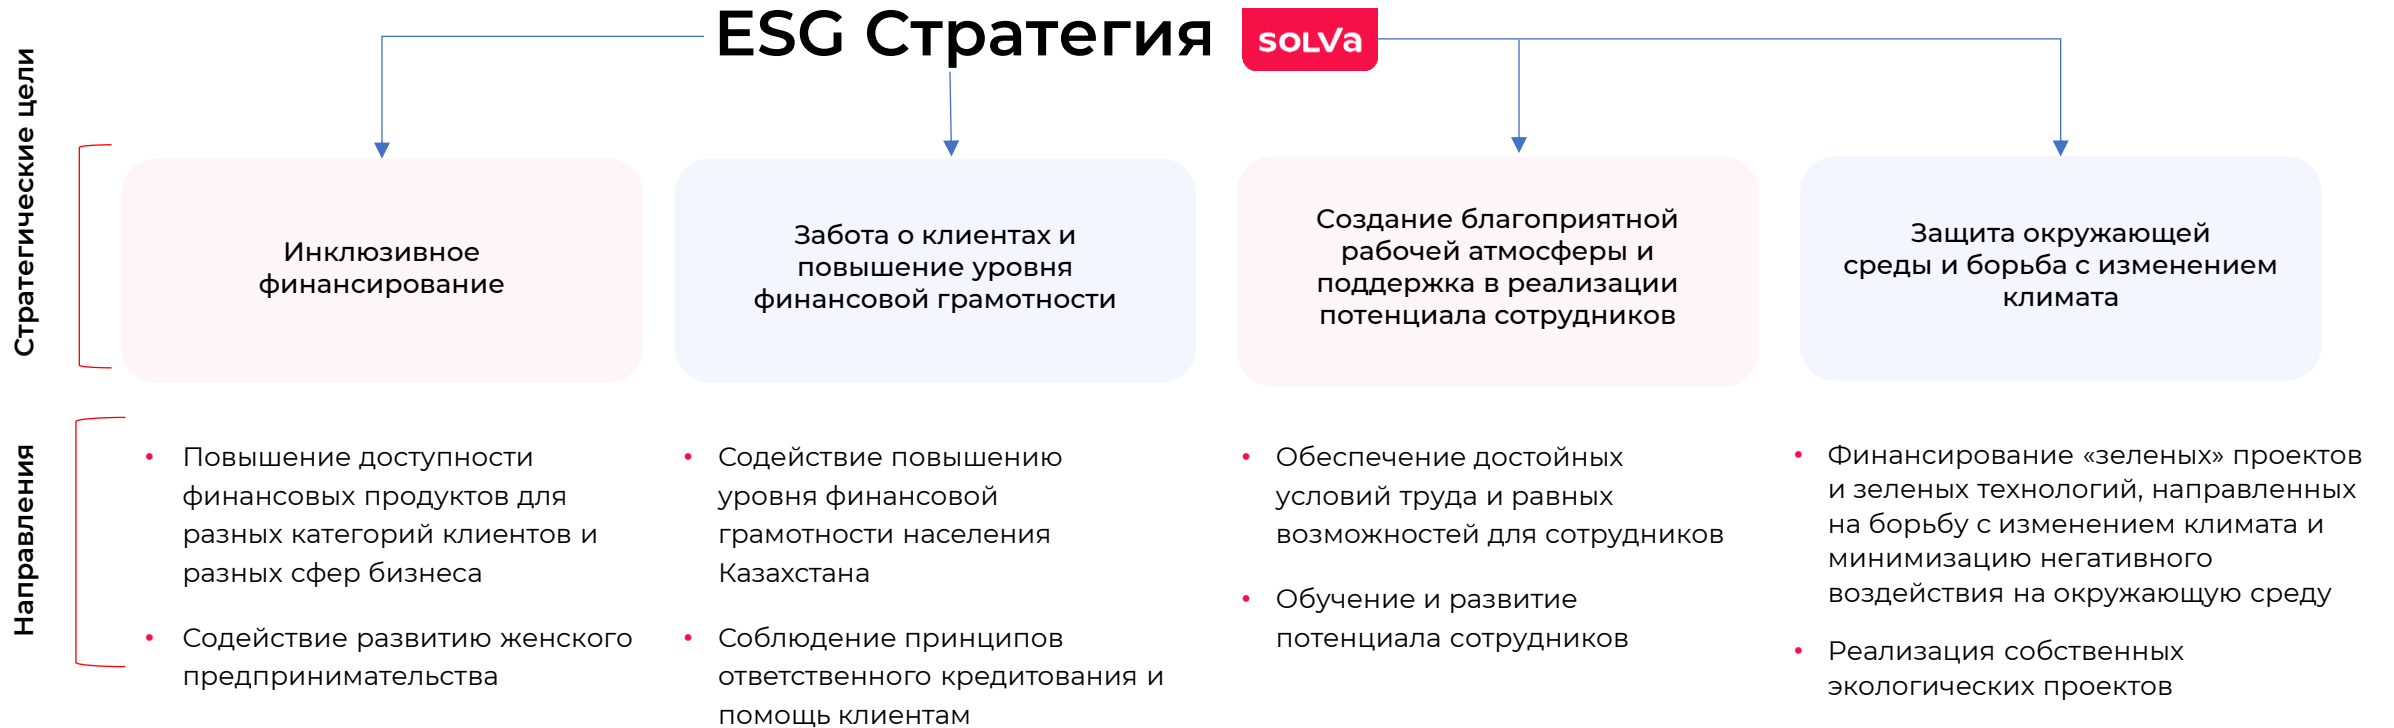 ESG Стратегия
SOLVa
Стратегические цели
Инклюзивное
финансирование
Забота о клиентах и
повышение уровня
финансовой грамотности
Создание благоприятной
рабочей атмосферы и
поддержка в реализации
потенциала сотрудников
Защита окружающей
среды и борьба с изменением
климата
Направления
• Повышение доступности
финансовых продуктов для
разных категорий клиентов и
разных сфер бизнеса
• Содействие развитию женского
предпринимательства
• Содействие повышению
уровня финансовой
грамотности населения
Казахстана
• Соблюдение принципов
ответственного кредитования и
помощь клиентам
• Обеспечение достойных
условий труда и равных
возможностей для сотрудников
• Обучение и развитие
потенциала сотрудников
• Финансирование «зеленых» проектов
и зеленых технологий, направленных
на борьбу с изменением климата и
минимизацию негативного
воздействия на окружающую среду
• Реализация собственных
экологических проектов